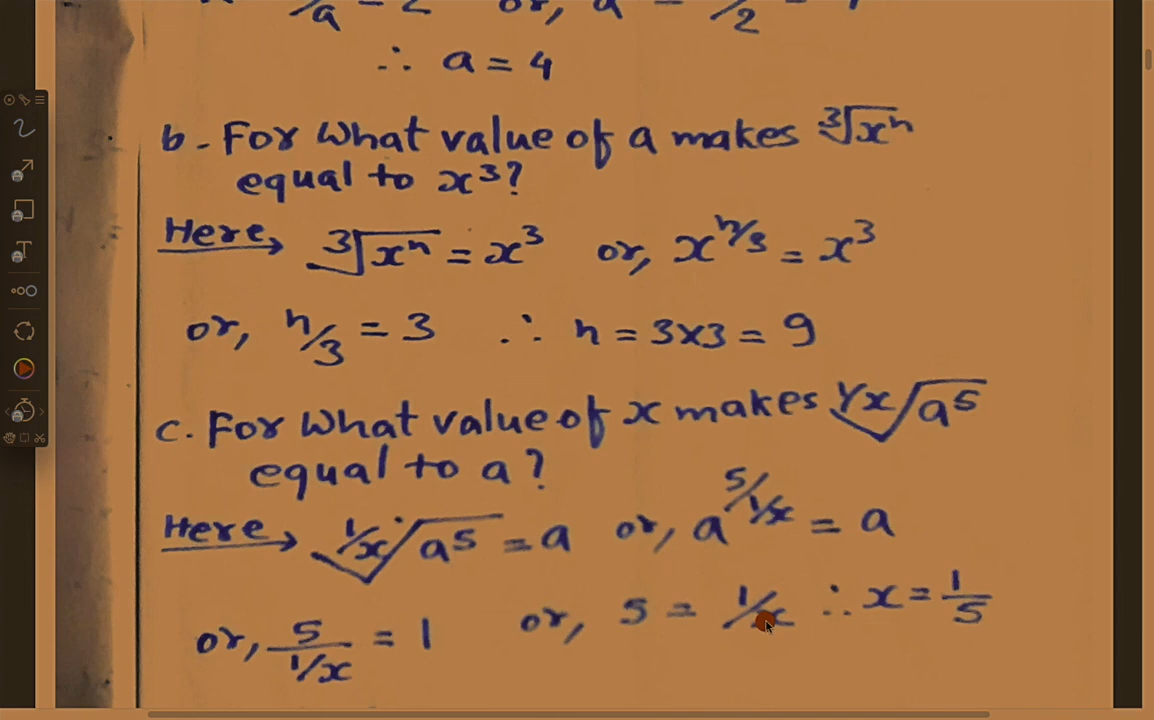 ∴ a = 4
b. For what value of a makes ³√xⁿ
equal to x³?
Here, ³√xⁿ = x³ or, x^n/3 = x³
or, n/3 = 3 ∴ n = 3x3 = 9
c. For what value of x makes 1/x√a⁵
equal to a?
Here 1/x√a⁵ = a or, a^5/1/x = a
or, 5/1/x = 1 or, 5 = 1/x ∴ x = 1/5